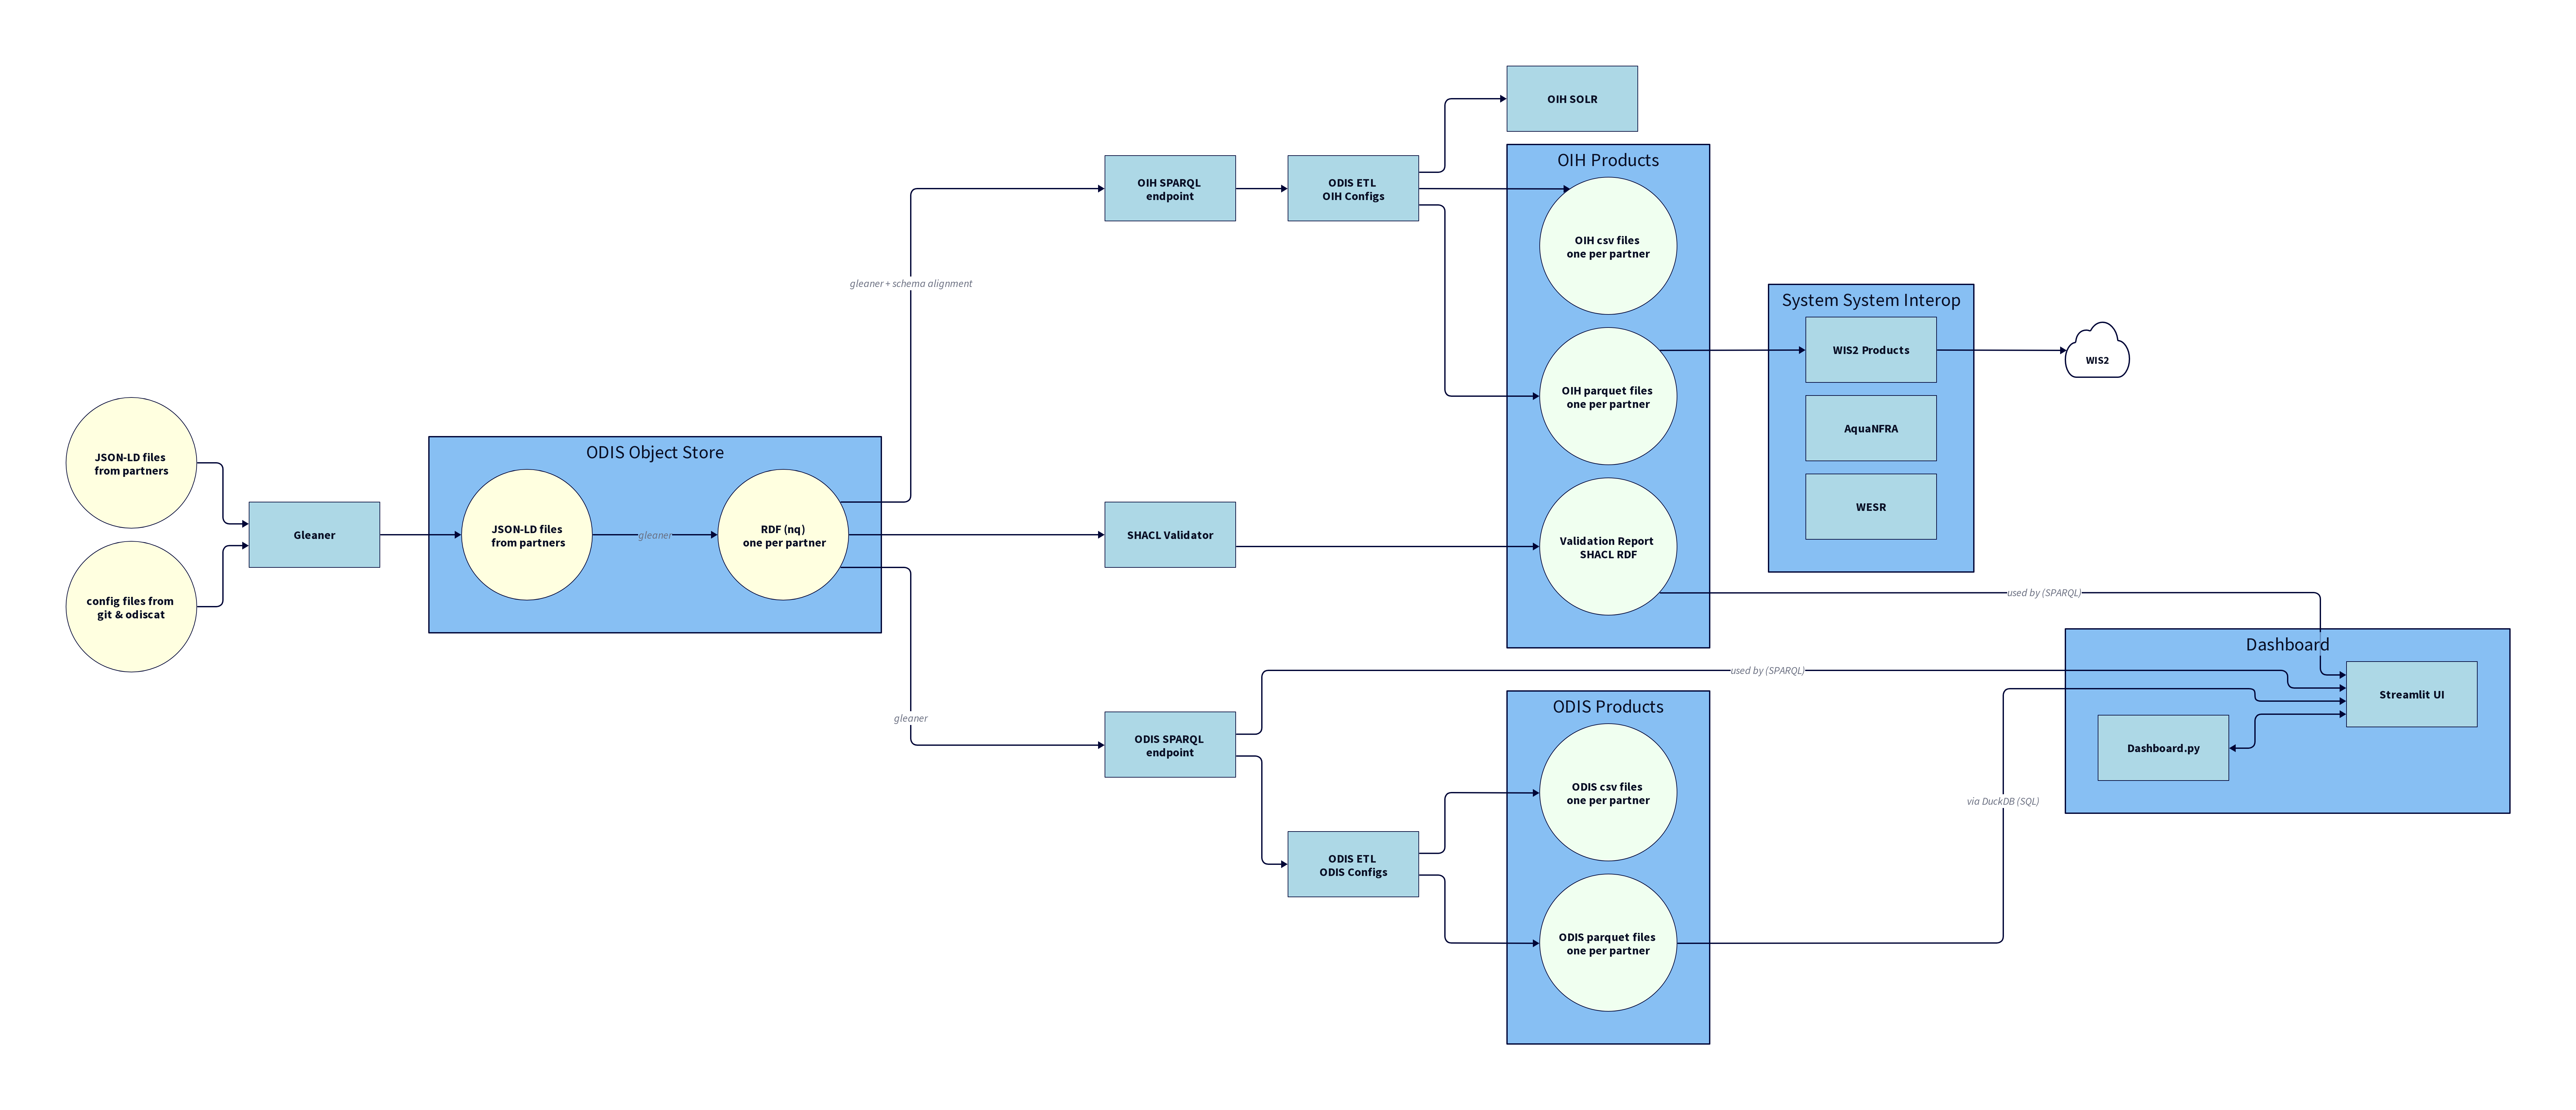 OIH SOLR
OIH Products
OIH SPARQL
endpoint
ODIS ETL
OIH Configs
OIH csv files
one per partner
gleaner + schema alignment
System System Interop
WIS2 Products
WIS2
OIH parquet files
one per partner
AquaNFRA
JSON-LD files
from partners
ODIS Object Store
WESR
Gleaner
JSON-LD files
from partners
gleaner
RDF (nq)
one per partner
SHACL Validator
Validation Report
SHACL RDF
config files from
git & odiscat
used by (SPARQL)
Dashboard
used by (SPARQL)
Streamlit UI
ODIS Products
gleaner
ODIS SPARQL
endpoint
Dashboard.py
ODIS csv files
one per partner
via DuckDB (SQL)
ODIS ETL
ODIS Configs
ODIS parquet files
one per partner